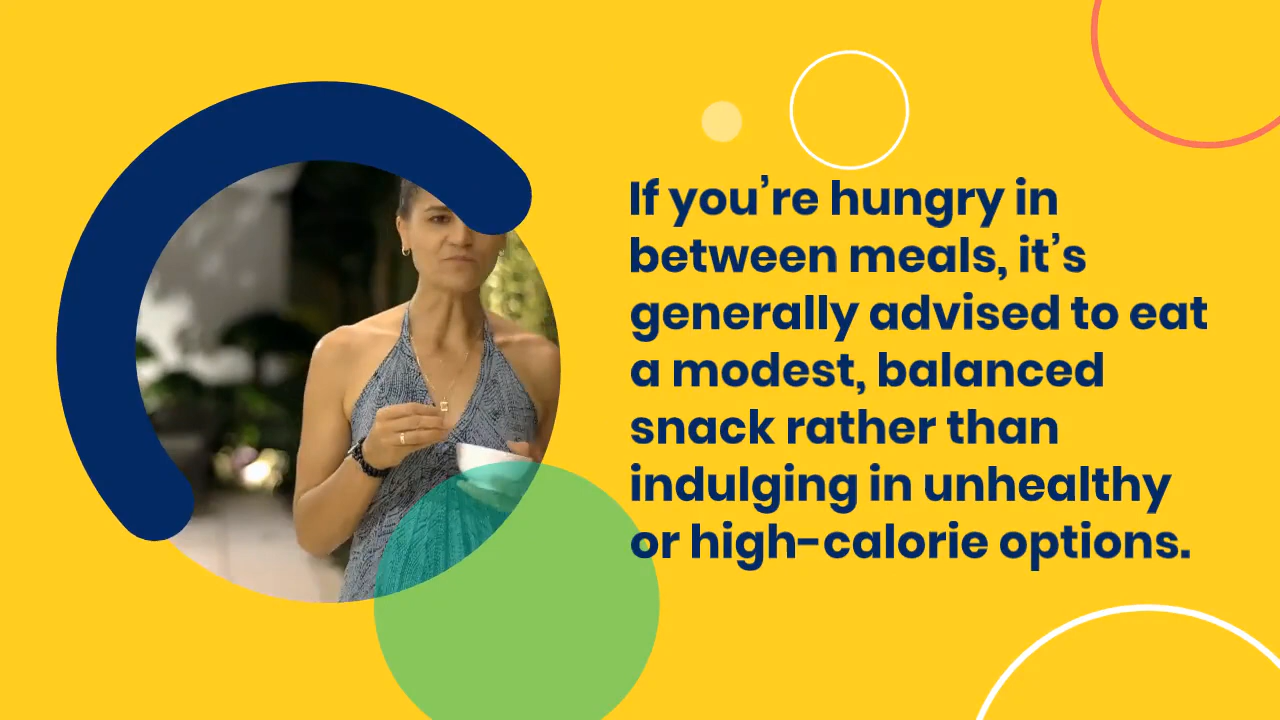 If you’re hungry in
between meals, it’s
generally advised to eat
a modest, balanced
snack rather than
indulging in unhealthy
or high-calorie options.